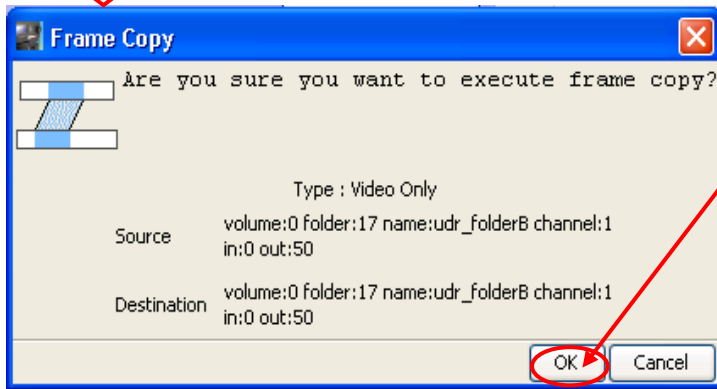 Frame Copy
Are you sure you want to execute frame copy?
Type : Video Only
Source
volume:0 folder:17 name:udr_folderB channel:1
in:0 out:50
Destination
volume:0 folder:17 name:udr_folderB channel:1
in:0 out:50
OK Cancel